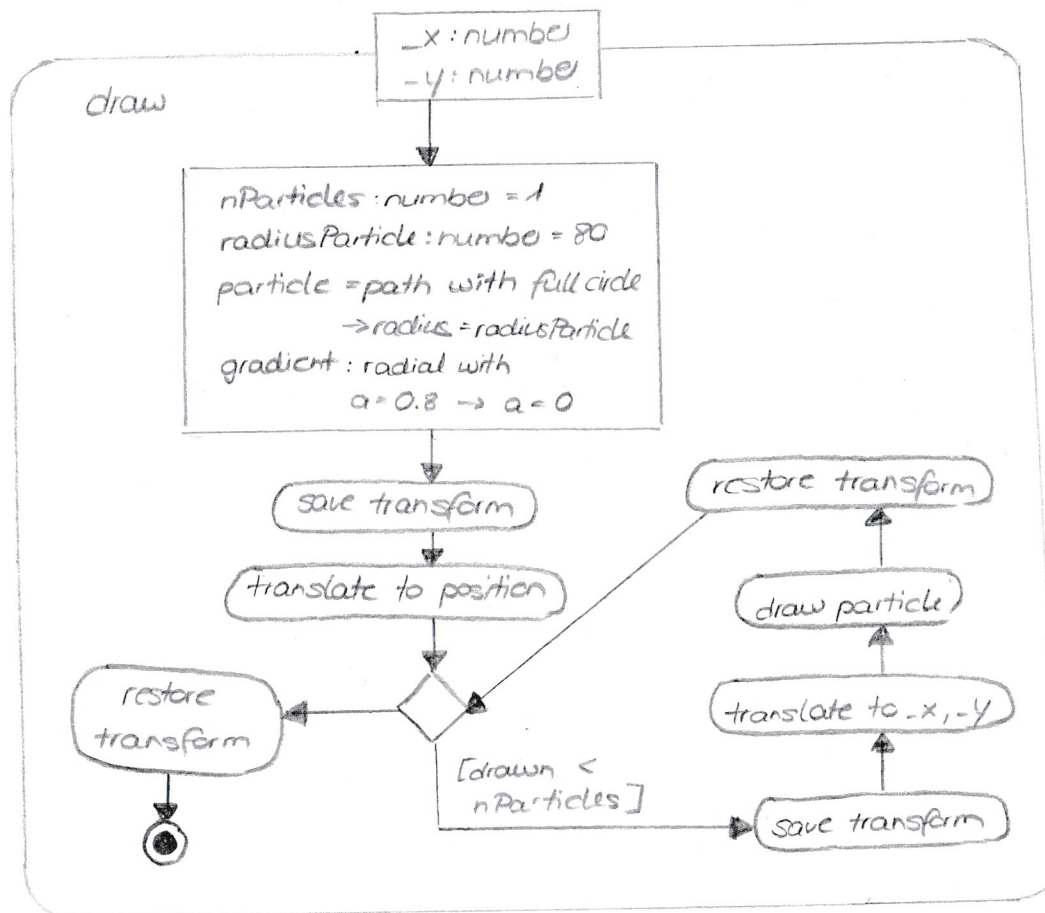 _x : number
_y : number
draw
nParticles : number = 1
radiusParticle : number = 80
particle = path with full circle
→ radius = radiusParticle
gradient : radial with
a = 0.8 → a = 0
save transform
translate to position
restore
transform
[drawn <
nParticles]
save transform
translate to _x, _y
draw particle
restore transform